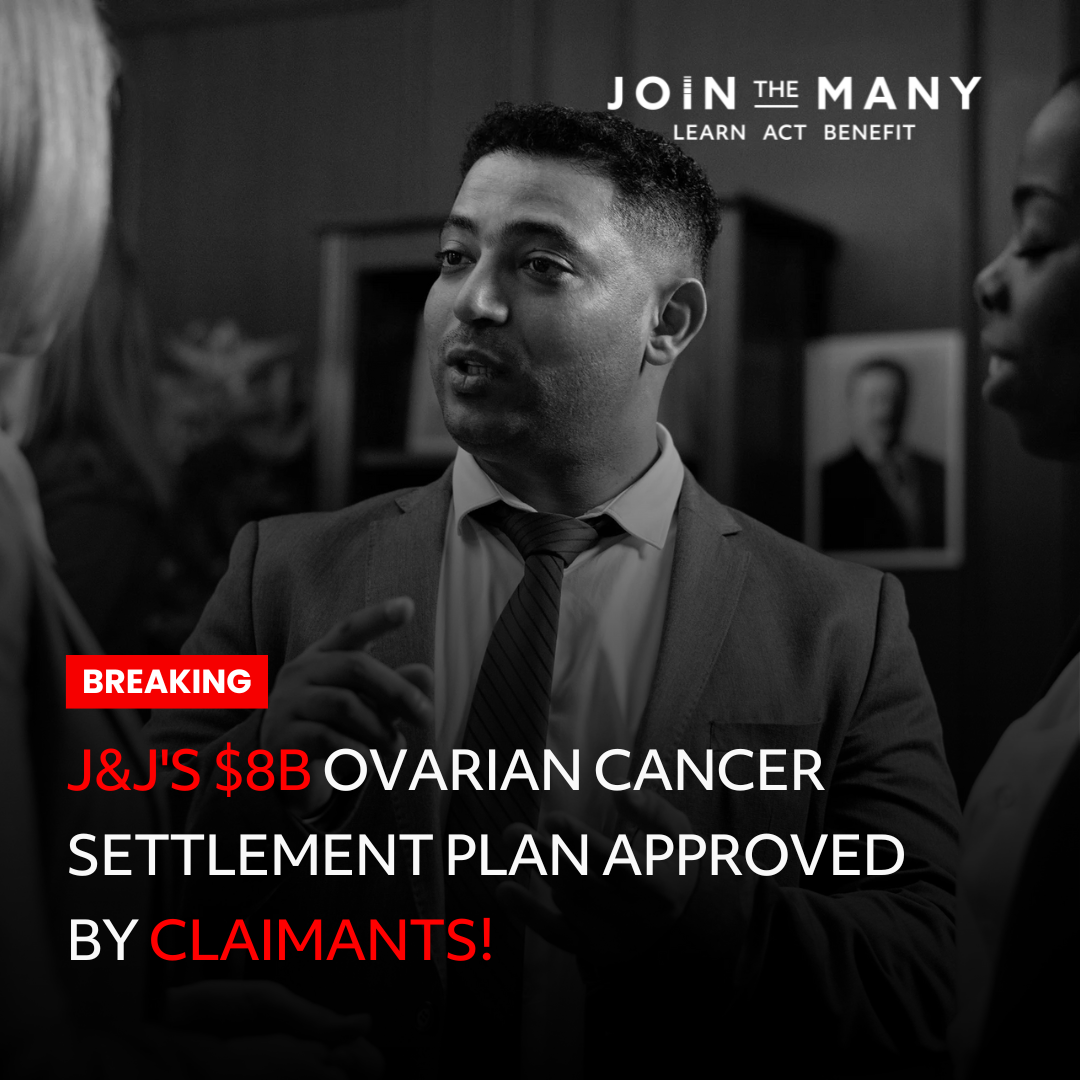 JOIN THE MANY
LEARN ACT BENEFIT
BREAKING
J&J'S $8B OVARIAN CANCER
SETTLEMENT PLAN APPROVED
BY CLAIMANTS!